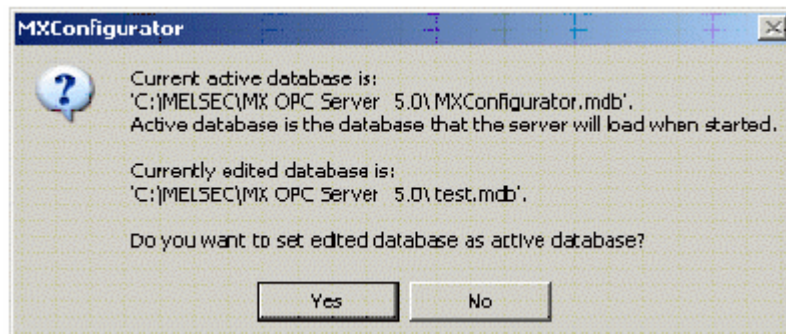 MXConfigurator
Current active database is:
'C:\MELSEC\MX OPC Server 5.0\MXConfigurator.mdb'.
Active database is the database that the server will load when started.
Currently edited database is:
'C:\MELSEC\MX OPC Server 5.0\test.mdb'.
Do you want to set edited database as active database?
Yes
No